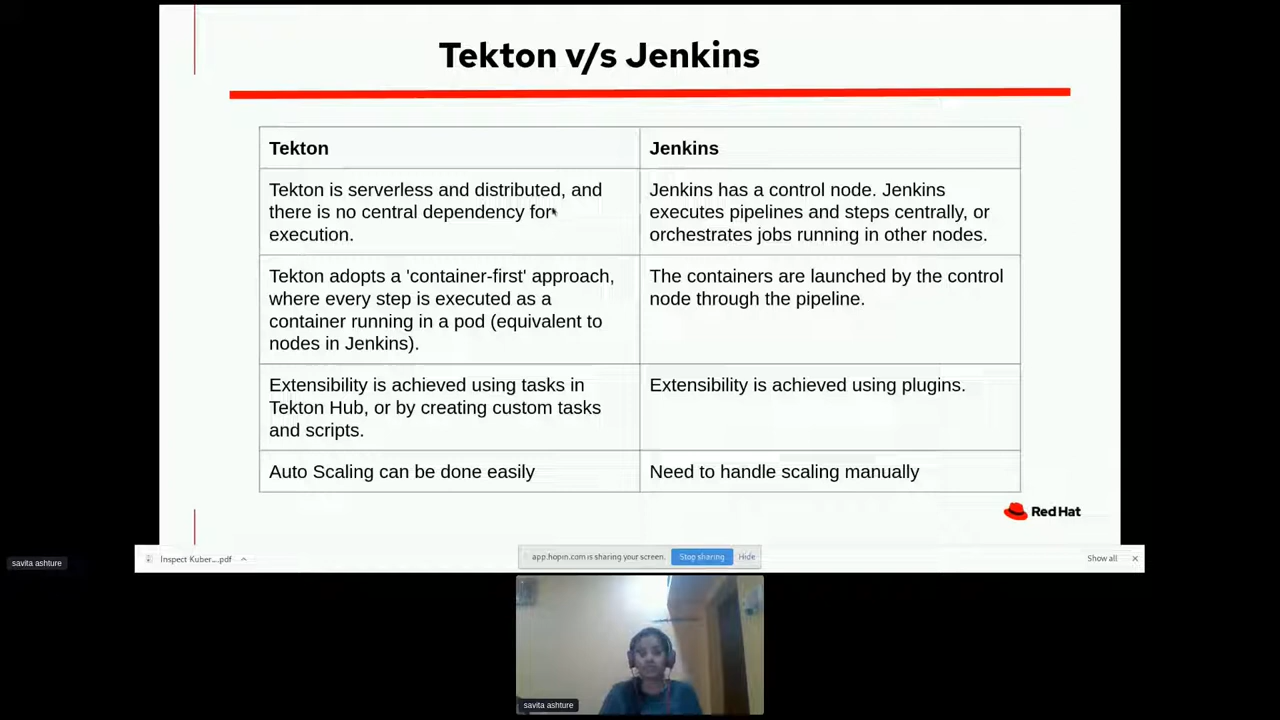 Tekton v/s Jenkins
Tekton
Jenkins
Tekton is serverless and distributed, and
there is no central dependency for
execution.
Jenkins has a control node. Jenkins
executes pipelines and steps centrally, or
orchestrates jobs running in other nodes.
Tekton adopts a 'container-first' approach,
where every step is executed as a
container running in a pod (equivalent to
nodes in Jenkins).
The containers are launched by the control
node through the pipeline.
Extensibility is achieved using tasks in
Tekton Hub, or by creating custom tasks
and scripts.
Extensibility is achieved using plugins.
Auto Scaling can be done easily
Need to handle scaling manually
Red Hat
savita ashture
Inspect Kuber....pdf
app.hopin.com is sharing your screen.
Stop sharing
Hide
Show all
savita ashture